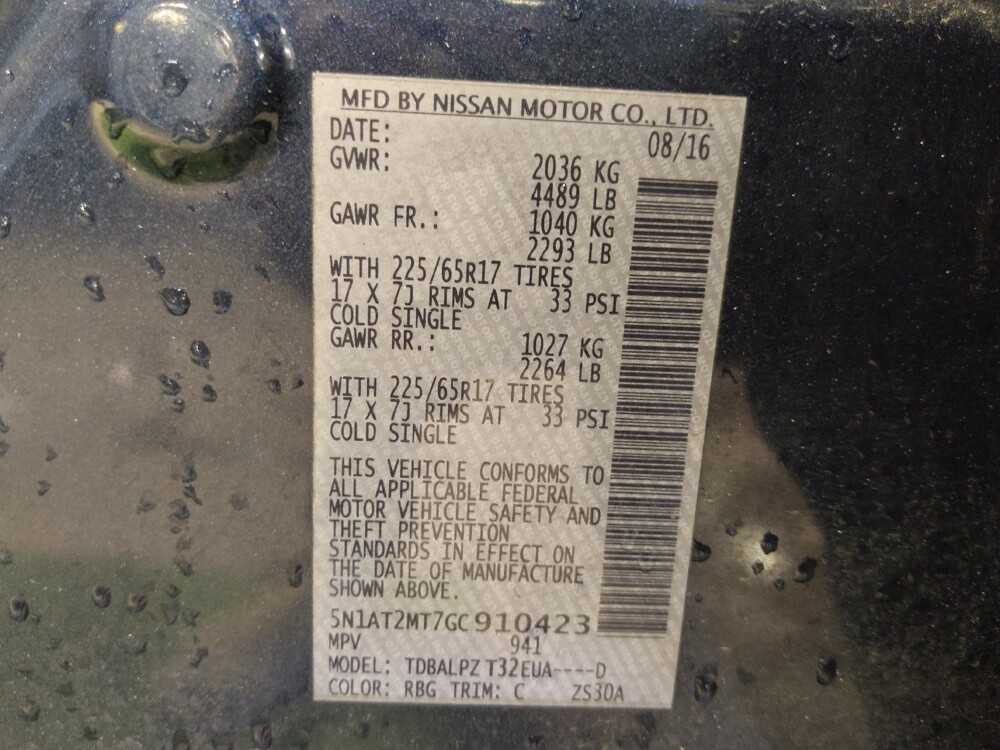 MFD BY NISSAN MOTOR CO., LTD.
DATE: 08/16
GVWR: 2036 KG
4489 LB
GAWR FR.: 1040 KG
2293 LB
WITH 225/65R17 TIRES
17 X 7J RIMS AT 33 PSI
COLD SINGLE
GAWR RR.: 1027 KG
2264 LB
WITH 225/65R17 TIRES
17 X 7J RIMS AT 33 PSI
COLD SINGLE
THIS VEHICLE CONFORMS TO
ALL APPLICABLE FEDERAL
MOTOR VEHICLE SAFETY AND
THEFT PREVENTION
STANDARDS IN EFFECT ON
THE DATE OF MANUFACTURE
SHOWN ABOVE.
5N1AT2MT7GC910423
MPV 941
MODEL: TDBALPZ T32EUA----D
COLOR: RBG TRIM: C ZS30A